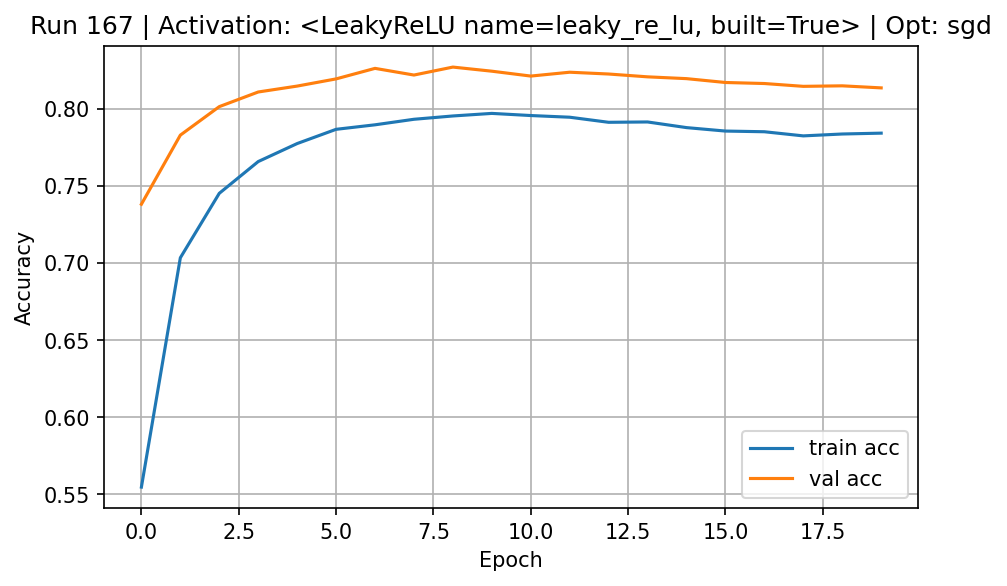 Run 167 | Activation: <LeakyReLU name=leaky_re_lu, built=True> | Opt: sgd
Accuracy
0.80
0.75
0.70
0.65
0.60
0.55
train acc
val acc
0.0 2.5 5.0 7.5 10.0 12.5 15.0 17.5
Epoch